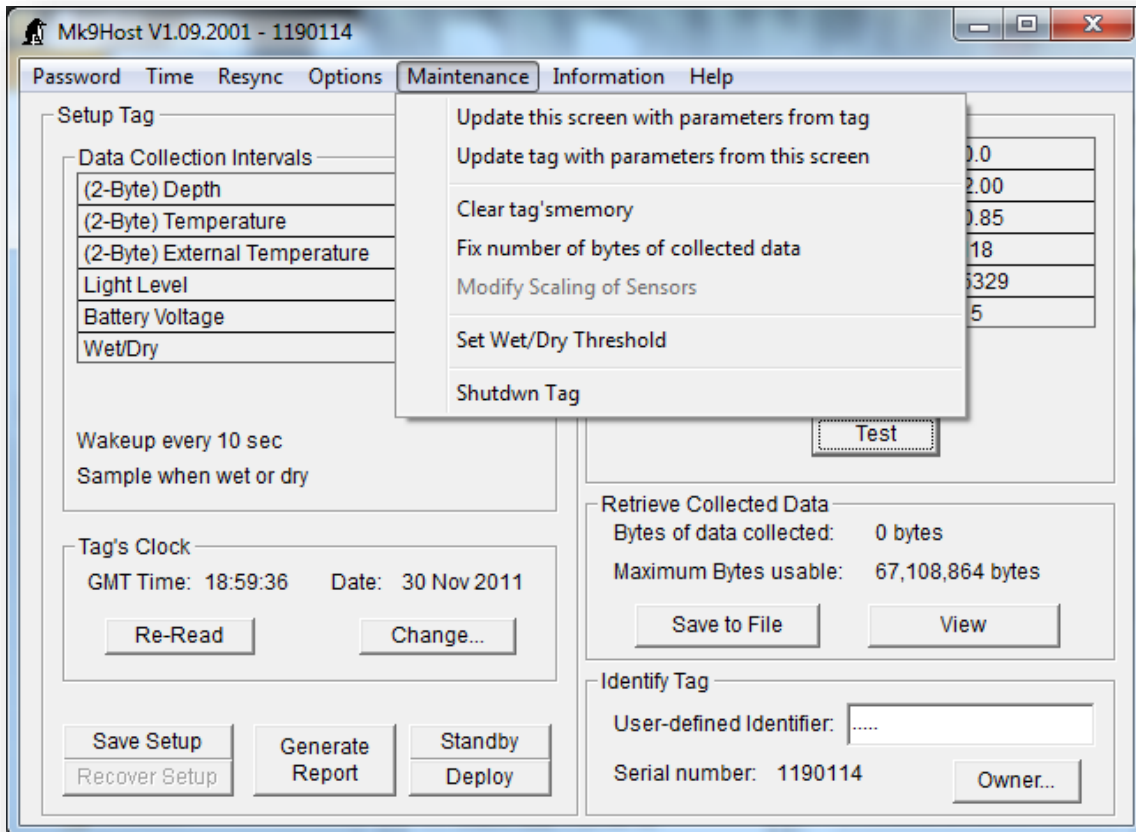 Mk9Host V1.09.2001 - 1190114
Password Time Resync Options Maintenance Information Help
Update this screen with parameters from tag
Update tag with parameters from this screen
Clear tag'smemory
Fix number of bytes of collected data
Modify Scaling of Sensors
Set Wet/Dry Threshold
Shutdwn Tag
Setup Tag
Data Collection Intervals
(2-Byte) Depth
(2-Byte) Temperature
(2-Byte) External Temperature
Light Level
Battery Voltage
Wet/Dry
Wakeup every 10 sec
Sample when wet or dry
Tag's Clock
GMT Time: 18:59:36 Date: 30 Nov 2011
Re-Read Change...
Save Setup
Recover Setup
Generate
Report
Standby
Deploy
Test
Retrieve Collected Data
Bytes of data collected: 0 bytes
Maximum Bytes usable: 67,108,864 bytes
Save to File View
Identify Tag
User-defined Identifier: .....
Serial number: 1190114
Owner...